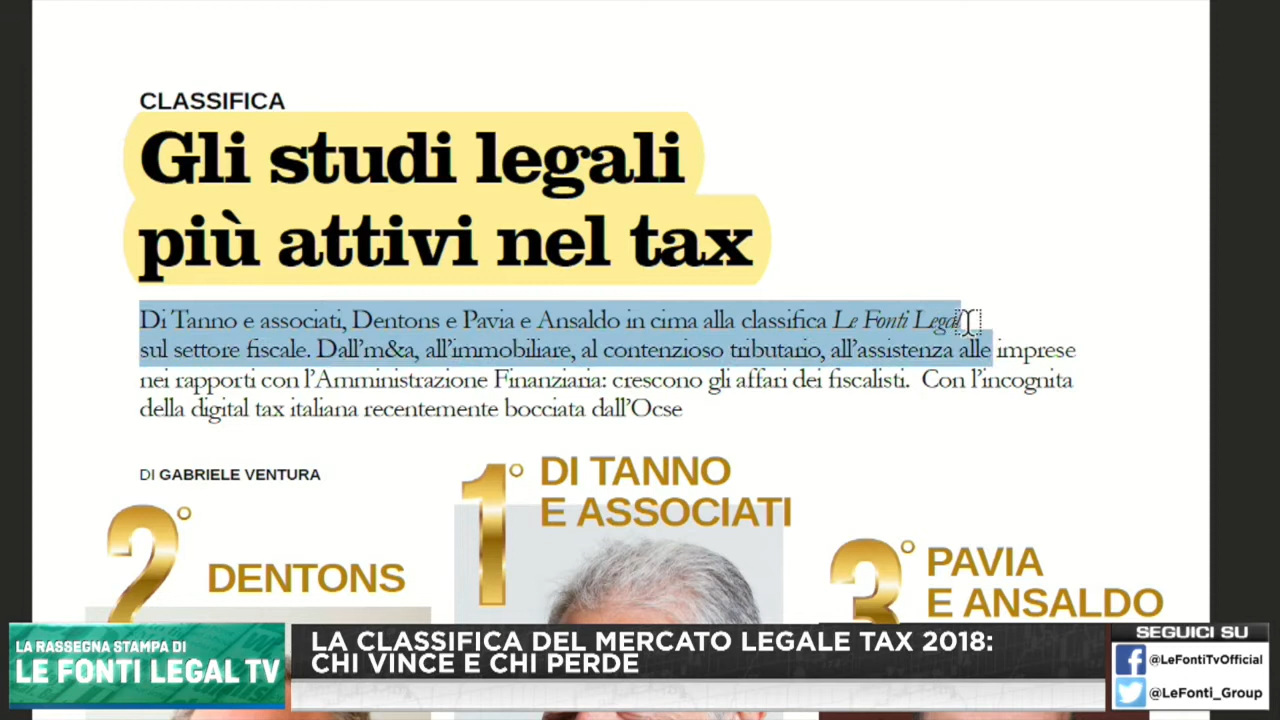 CLASSIFICA
Gli studi legali
più attivi nel tax
Di Tanno e associati, Dentons e Pavia e Ansaldo in cima alla classifica Le Fonti Legal
sul settore fiscale. Dall'm&a, all'immobiliare, al contenzioso tributario, all'assistenza alle imprese
nei rapporti con l'Amministrazione Finanziaria: crescono gli affari dei fiscalisti. Con l'incognita
della digital tax italiana recentemente bocciata dall'Ocse
DI GABRIELE VENTURA
1°
DI TANNO
E ASSOCIATI
2°
DENTONS
3°
PAVIA
E ANSALDO
LA RASSEGNA STAMPA DI
LE FONTI LEGAL TV
LA CLASSIFICA DEL MERCATO LEGALE TAX 2018:
CHI VINCE E CHI PERDE
SEGUICI SU
@LeFontiTvOfficial
@LeFonti_Group